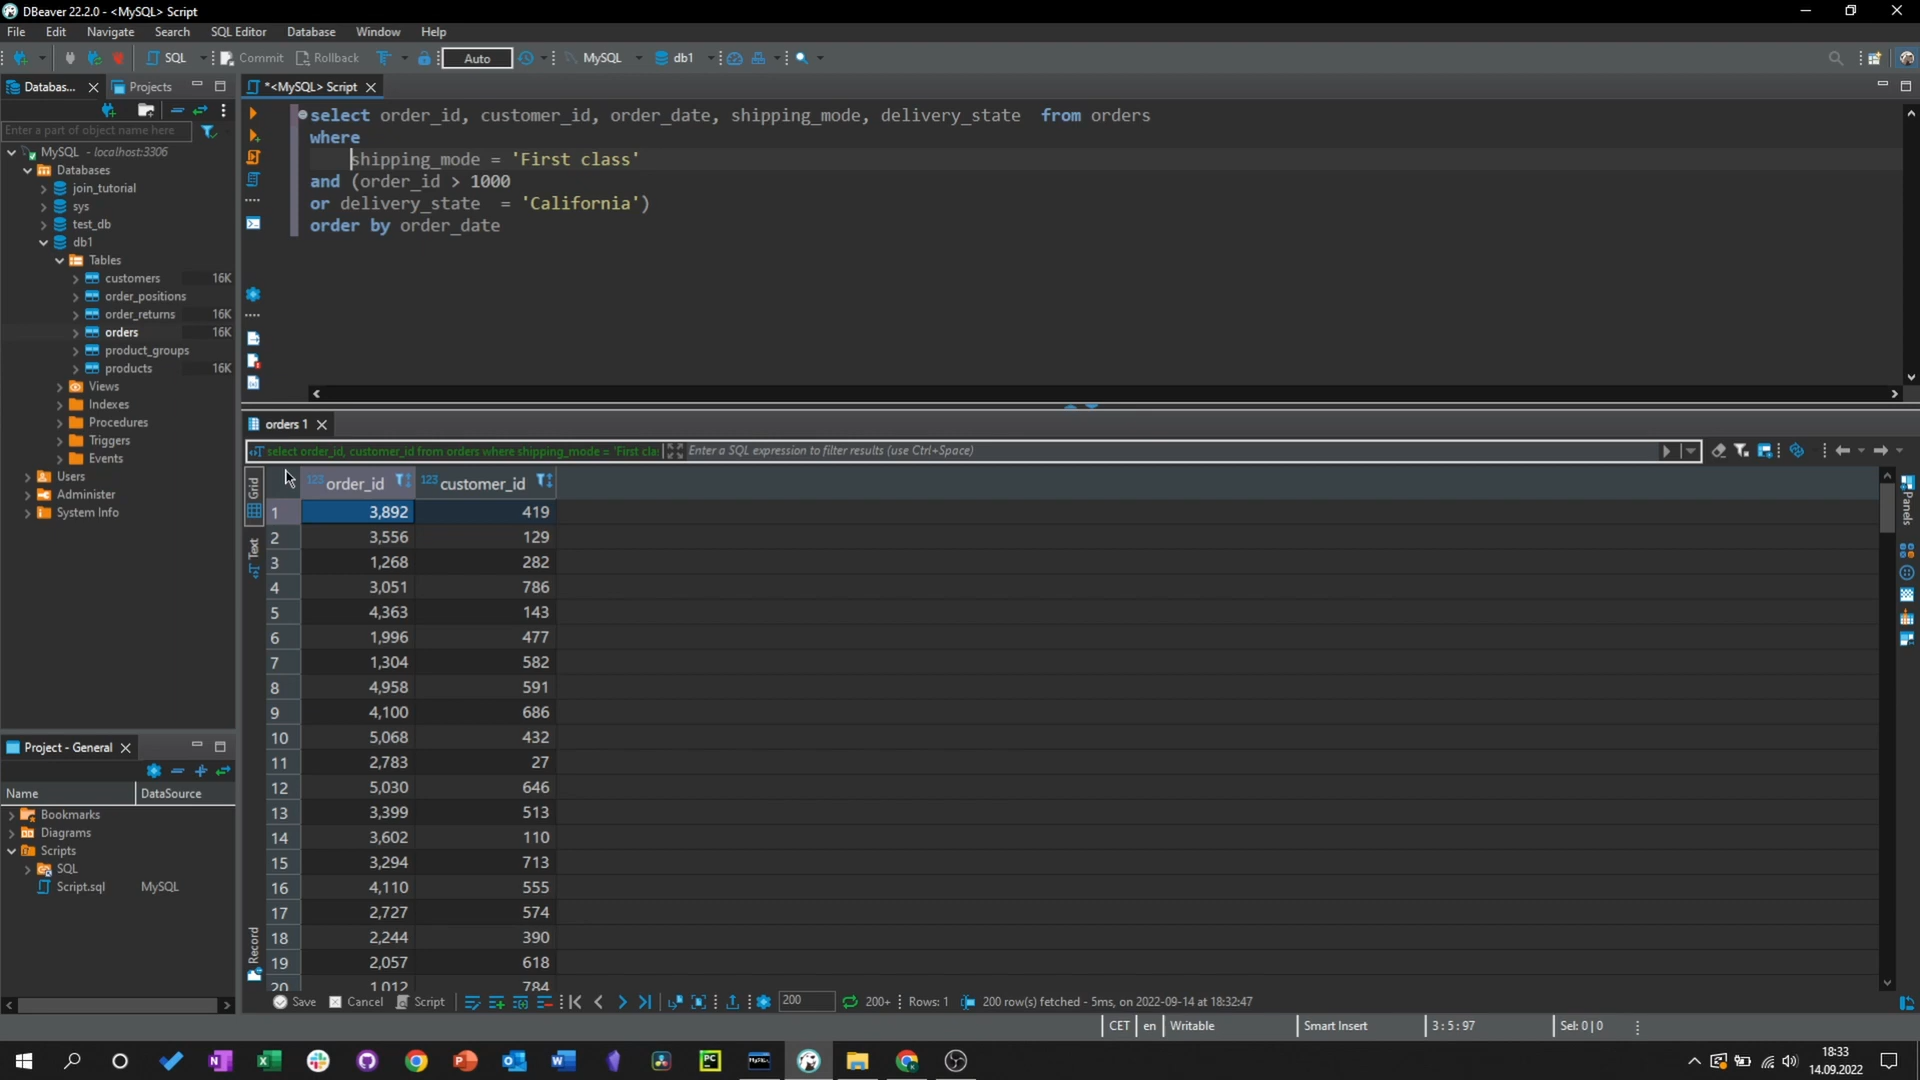 DBeaver 22.2.0 - <MySQL> Script
File Edit Navigate Search SQL Editor Database Window Help
SQL Commit Rollback Auto MySQL db1
Databas... Projects
*<MySQL> Script
Enter a part of object name here
MySQL - localhost:3306
Databases
join_tutorial
sys
test_db
db1
Tables
customers 16K
order_positions
order_returns 16K
orders 16K
product_groups
products 16K
Views
Indexes
Procedures
Triggers
Events
Users
Administer
System Info
select order_id, customer_id, order_date, shipping_mode, delivery_state from orders
where
shipping_mode = 'First class'
and (order_id > 1000
or delivery_state = 'California')
order by order_date
orders 1
select order_id, customer_id from orders where shipping_mode = 'First cla
Enter a SQL expression to filter results (use Ctrl+Space)
Grid
Text
Record
Panels
123 order_id 123 customer_id
1 3,892 419
2 3,556 129
3 1,268 282
4 3,051 786
5 4,363 143
6 1,996 477
7 1,304 582
8 4,958 591
9 4,100 686
10 5,068 432
11 2,783 27
12 5,030 646
13 3,399 513
14 3,602 110
15 3,294 713
16 4,110 555
17 2,727 574
18 2,244 390
19 2,057 618
20 1,012 784
Save Cancel Script 200 200+ Rows: 1 200 row(s) fetched - 5ms, on 2022-09-14 at 18:32:47
Project - General
Name DataSource
Bookmarks
Diagrams
Scripts
SQL
Script.sql MySQL
CET en Writable Smart Insert 3 : 5 : 97 Sel: 0 | 0
18:33
14.09.2022